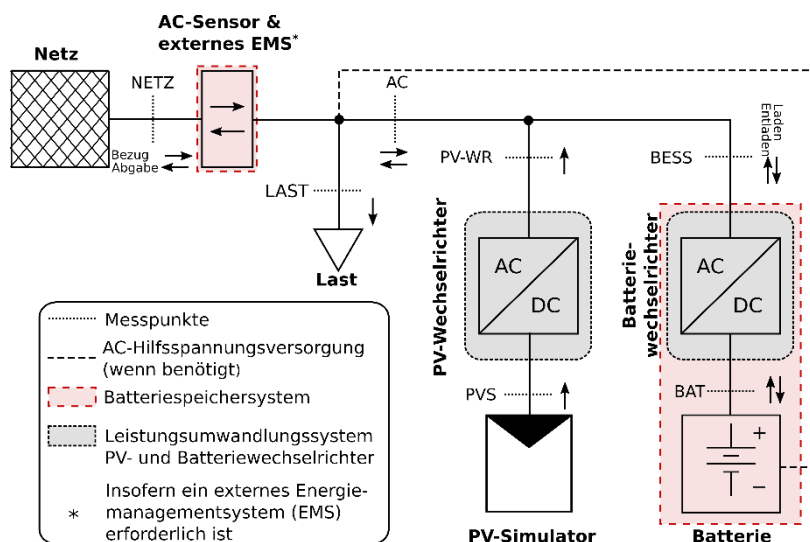 AC-Sensor &
externes EMS*
Netz
NETZ
AC
Bezug
Abgabe
Laden
Entladen
PV-WR
BESS
LAST
Last
PV-Wechselrichter
AC
DC
Batterie-
wechselrichter
AC
DC
PVS
BAT
+
−
PV-Simulator
Batterie
Messpunkte
AC-Hilfsspannungsversorgung
(wenn benötigt)
Batteriespeichersystem
Leistungsumwandlungssystem
PV- und Batteriewechselrichter
* Insofern ein externes Energie-
managementsystem (EMS)
erforderlich ist